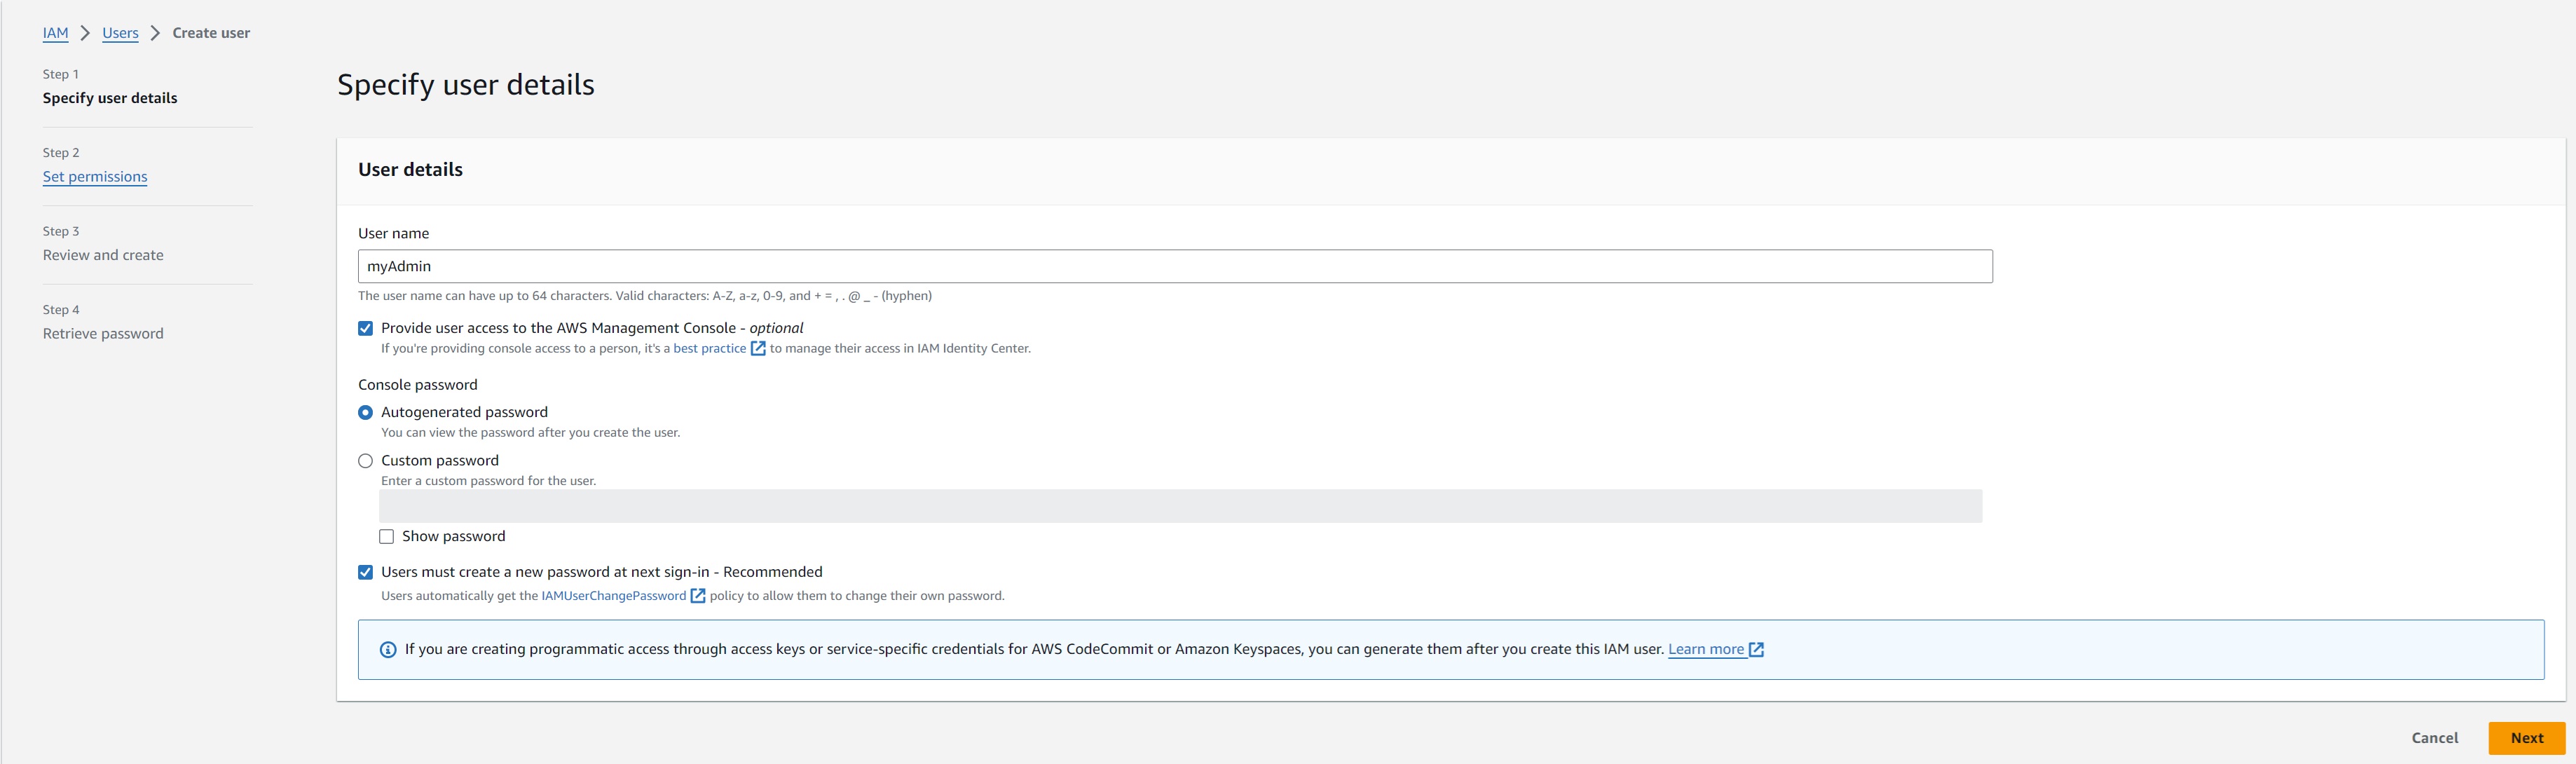 IAM > Users > Create user
Step 1
Specify user details
Step 2
Set permissions
Step 3
Review and create
Step 4
Retrieve password
Specify user details
User details
User name
myAdmin
The user name can have up to 64 characters. Valid characters: A-Z, a-z, 0-9, and + = , . @ _ - (hyphen)
Provide user access to the AWS Management Console - optional
If you're providing console access to a person, it's a best practice to manage their access in IAM Identity Center.
Console password
Autogenerated password
You can view the password after you create the user.
Custom password
Enter a custom password for the user.
Show password
Users must create a new password at next sign-in - Recommended
Users automatically get the IAMUserChangePassword policy to allow them to change their own password.
If you are creating programmatic access through access keys or service-specific credentials for AWS CodeCommit or Amazon Keyspaces, you can generate them after you create this IAM user. Learn more
Cancel Next